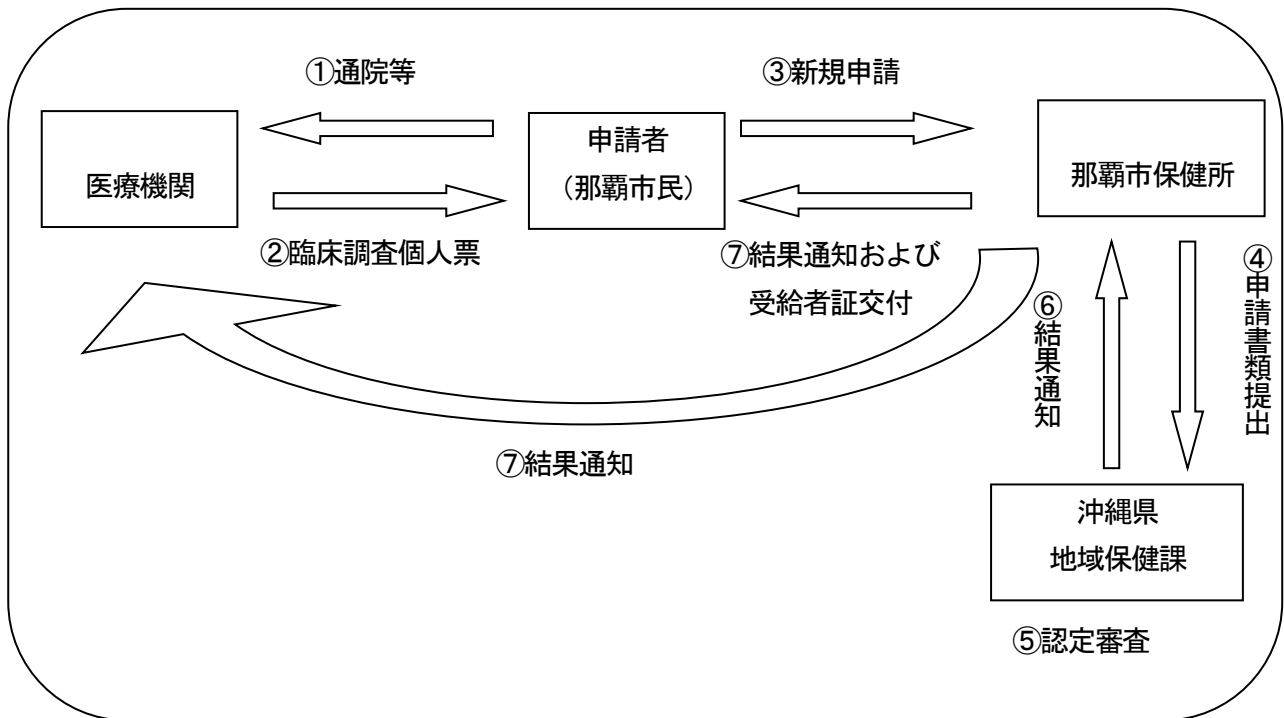 ①通院等
③新規申請
医療機関
申請者
（那覇市民）
那覇市保健所
②臨床調査個人票
⑦結果通知および
受給者証交付
④申請書類提出
⑥結果通知
⑦結果通知
沖縄県
地域保健課
⑤認定審査